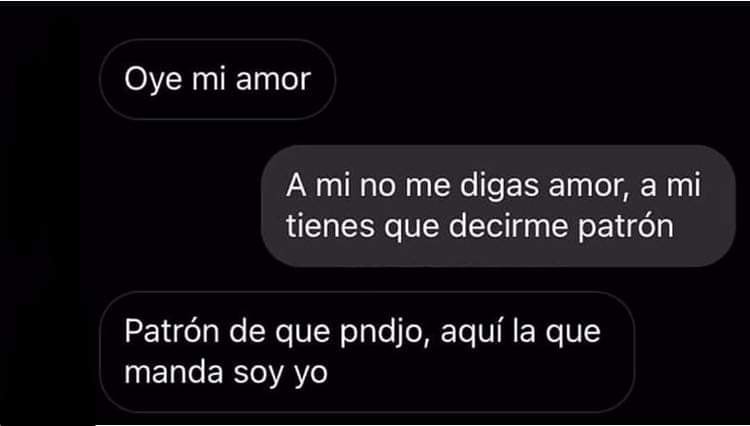 Oye mi amor
A mi no me digas amor, a mi
tienes que decirme patrón
Patrón de que pndjo, aquí la que
manda soy yo